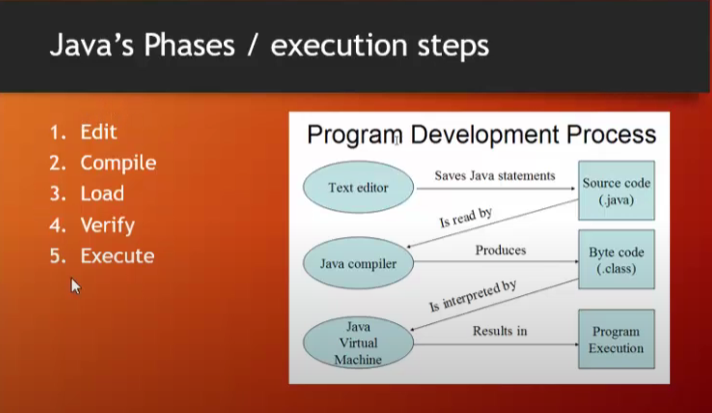 Java’s Phases / execution steps
1. Edit
2. Compile
3. Load
4. Verify
5. Execute
Program Development Process
Text editor
Saves Java statements
Source code
(.java)
Is read by
Java compiler
Produces
Byte code
(.class)
Is interpreted by
Java
Virtual
Machine
Results in
Program
Execution